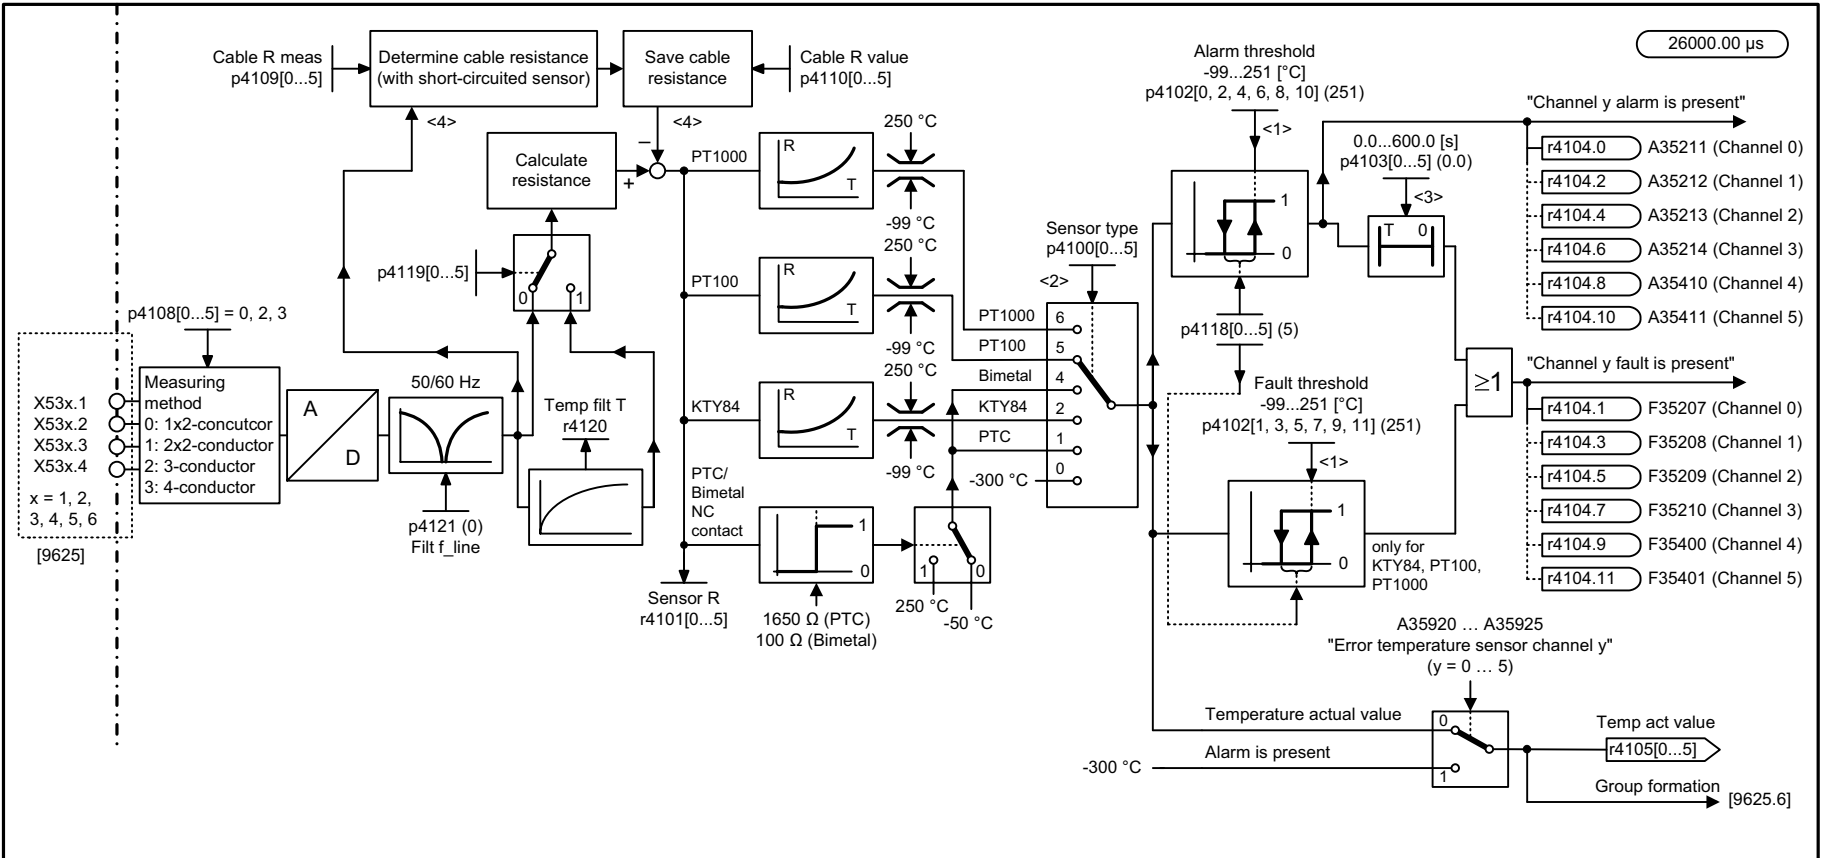 26000.00 µs
Cable R meas
p4109[0...5]
Determine cable resistance
(with short-circuited sensor)
Save cable
resistance
Cable R value
p4110[0...5]
<4>
<4>
Calculate
resistance
–
+
p4119[0...5]
0
1
p4108[0...5] = 0, 2, 3
X53x.1
X53x.2
X53x.3
X53x.4
x = 1, 2,
3, 4, 5, 6
[9625]
Measuring
method
0: 1x2-concutcor
1: 2x2-conductor
2: 3-conductor
3: 4-conductor
A
D
50/60 Hz
p4121 (0)
Filt f_line
Temp filt T
r4120
PT1000
R
T
250 °C
-99 °C
PT100
R
T
250 °C
-99 °C
KTY84
R
T
250 °C
-99 °C
PTC/
Bimetal
NC
contact
1
0
1650 Ω (PTC)
100 Ω (Bimetal)
Sensor R
r4101[0...5]
1
0
250 °C
-50 °C
Sensor type
p4100[0...5]
<2>
PT1000
6
PT100
5
Bimetal
4
KTY84
2
PTC
1
-300 °C
0
Alarm threshold
-99...251 [°C]
p4102[0, 2, 4, 6, 8, 10] (251)
<1>
1
0
p4118[0...5] (5)
0.0...600.0 [s]
p4103[0...5] (0.0)
<3>
T
0
Fault threshold
-99...251 [°C]
p4102[1, 3, 5, 7, 9, 11] (251)
<1>
1
0
only for
KTY84, PT100,
PT1000
≥1
"Channel y alarm is present"
r4104.0 A35211 (Channel 0)
r4104.2 A35212 (Channel 1)
r4104.4 A35213 (Channel 2)
r4104.6 A35214 (Channel 3)
r4104.8 A35410 (Channel 4)
r4104.10 A35411 (Channel 5)
"Channel y fault is present"
r4104.1 F35207 (Channel 0)
r4104.3 F35208 (Channel 1)
r4104.5 F35209 (Channel 2)
r4104.7 F35210 (Channel 3)
r4104.9 F35400 (Channel 4)
r4104.11 F35401 (Channel 5)
A35920 … A35925
"Error temperature sensor channel y"
(y = 0 … 5)
Temperature actual value
0
-300 °C
Alarm is present
1
Temp act value
r4105[0...5]
Group formation
[9625.6]